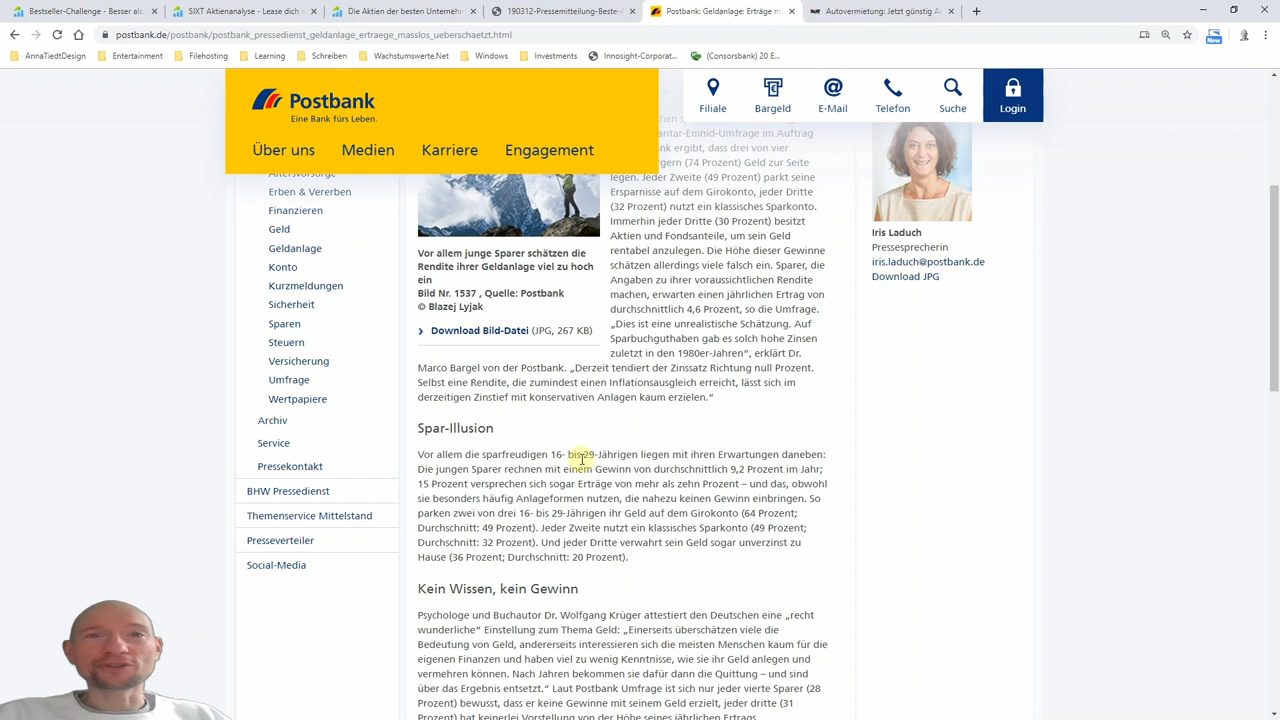 Bestseller-Challenge - Besser als
SIXT Aktienanalyse - Lease dich r
Die Aktien der besten Unternehm
190312-Pressemitteilung-Beste-
Postbank: Geldanlage: Erträge m
Autovermietung: Jetzt günstig A
postbank.de/postbank/postbank_pressedienst_geldanlage_ertraege_masslos_ueberschaetzt.html
New
AnnaTiedtDesign
Entertainment
Filehosting
Learning
Schreiben
Wachstumswerte.Net
Windows
Investments
Innosight-Corporat...
(Consorsbank) 20 E...
Postbank
Eine Bank fürs Leben.
Über uns
Medien
Karriere
Engagement
Filiale
Bargeld
E-Mail
Telefon
Suche
Login
Altersvorsorge
Erben & Vererben
Finanzieren
Geld
Geldanlage
Konto
Kurzmeldungen
Sicherheit
Sparen
Steuern
Versicherung
Umfrage
Wertpapiere
Archiv
Service
Pressekontakt
BHW Pressedienst
Themenservice Mittelstand
Presseverteiler
Social-Media
Vor allem junge Sparer schätzen die
Rendite ihrer Geldanlage viel zu hoch
ein
Bild Nr. 1537 , Quelle: Postbank
© Blazej Lyjak
Download Bild-Datei (JPG, 267 KB)
antar-Emnid-Umfrage im Auftrag
bank ergibt, dass drei von vier
ürgern (74 Prozent) Geld zur Seite
legen. Jeder Zweite (49 Prozent) parkt seine
Ersparnisse auf dem Girokonto, jeder Dritte
(32 Prozent) nutzt ein klassisches Sparkonto.
Immerhin jeder Dritte (30 Prozent) besitzt
Aktien und Fondsanteile, um sein Geld
rentabel anzulegen. Die Höhe dieser Gewinne
schätzen allerdings viele falsch ein. Sparer, die
Angaben zu ihrer voraussichtlichen Rendite
machen, erwarten einen jährlichen Ertrag von
durchschnittlich 4,6 Prozent, so die Umfrage.
„Dies ist eine unrealistische Schätzung. Auf
Sparbuchguthaben gab es solch hohe Zinsen
zuletzt in den 1980er-Jahren“, erklärt Dr.
Marco Bargel von der Postbank. „Derzeit tendiert der Zinssatz Richtung null Prozent.
Selbst eine Rendite, die zumindest einen Inflationsausgleich erreicht, lässt sich im
derzeitigen Zinstief mit konservativen Anlagen kaum erzielen.“
Spar-Illusion
Vor allem die sparfreudigen 16- bis 29-Jährigen liegen mit ihren Erwartungen daneben:
Die jungen Sparer rechnen mit einem Gewinn von durchschnittlich 9,2 Prozent im Jahr;
15 Prozent versprechen sich sogar Erträge von mehr als zehn Prozent – und das, obwohl
sie besonders häufig Anlageformen nutzen, die nahezu keinen Gewinn einbringen. So
parken zwei von drei 16- bis 29-Jährigen ihr Geld auf dem Girokonto (64 Prozent;
Durchschnitt: 49 Prozent). Jeder Zweite nutzt ein klassisches Sparkonto (49 Prozent;
Durchschnitt: 32 Prozent). Und jeder Dritte verwahrt sein Geld sogar unverzinst zu
Hause (36 Prozent; Durchschnitt: 20 Prozent).
Kein Wissen, kein Gewinn
Psychologe und Buchautor Dr. Wolfgang Krüger attestiert den Deutschen eine „recht
wunderliche“ Einstellung zum Thema Geld: „Einerseits überschätzen viele die
Bedeutung von Geld, andererseits interessieren sich die meisten Menschen kaum für die
eigenen Finanzen und haben viel zu wenig Kenntnisse, wie sie ihr Geld anlegen und
vermehren können. Nach Jahren bekommen sie dafür dann die Quittung – und sind
über das Ergebnis entsetzt.“ Laut Postbank Umfrage ist sich nur jeder vierte Sparer (28
Prozent) bewusst, dass er keine Gewinne mit seinem Geld erzielt, jeder dritte (31
Prozent) hat keinerlei Vorstellung von der Höhe seines jährlichen Ertrags.
Iris Laduch
Pressesprecherin
iris.laduch@postbank.de
Download JPG